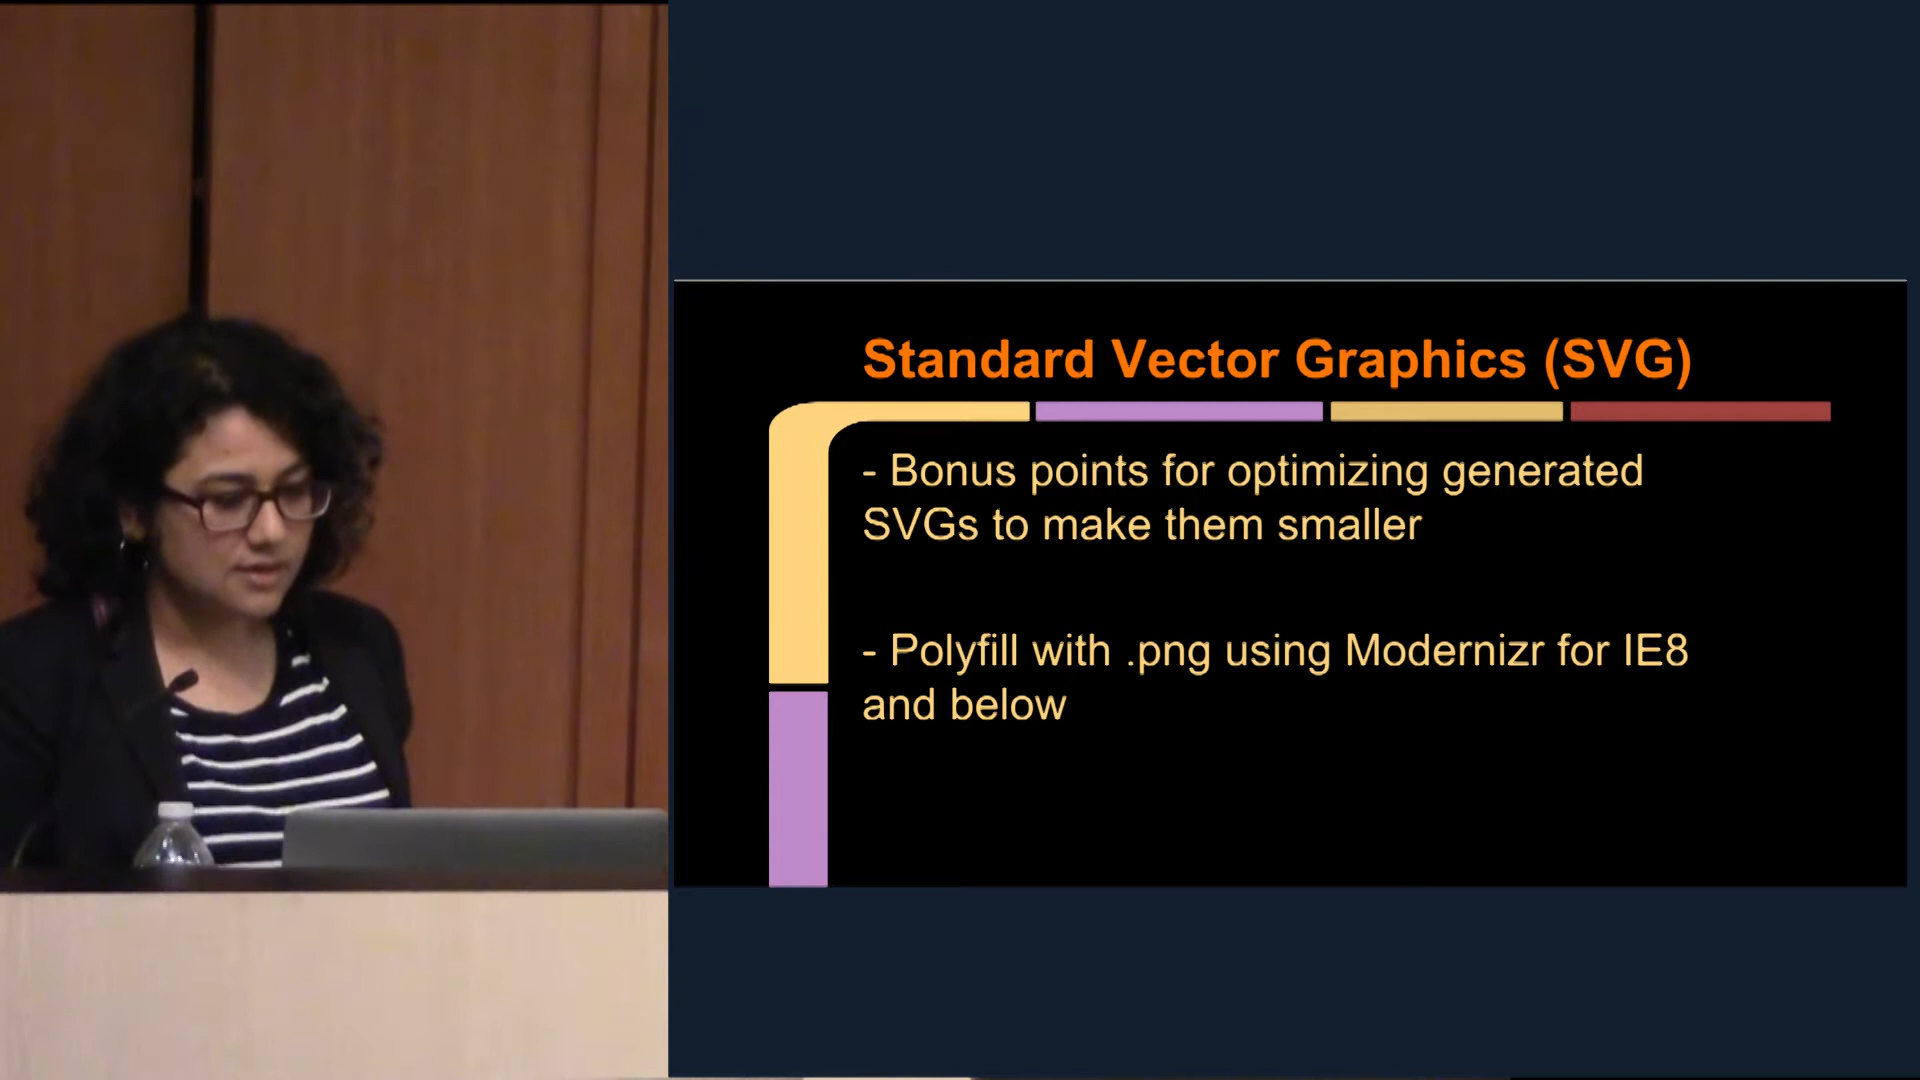 Standard Vector Graphics (SVG)
- Bonus points for optimizing generated
SVGs to make them smaller
- Polyfill with .png using Modernizr for IE8
and below